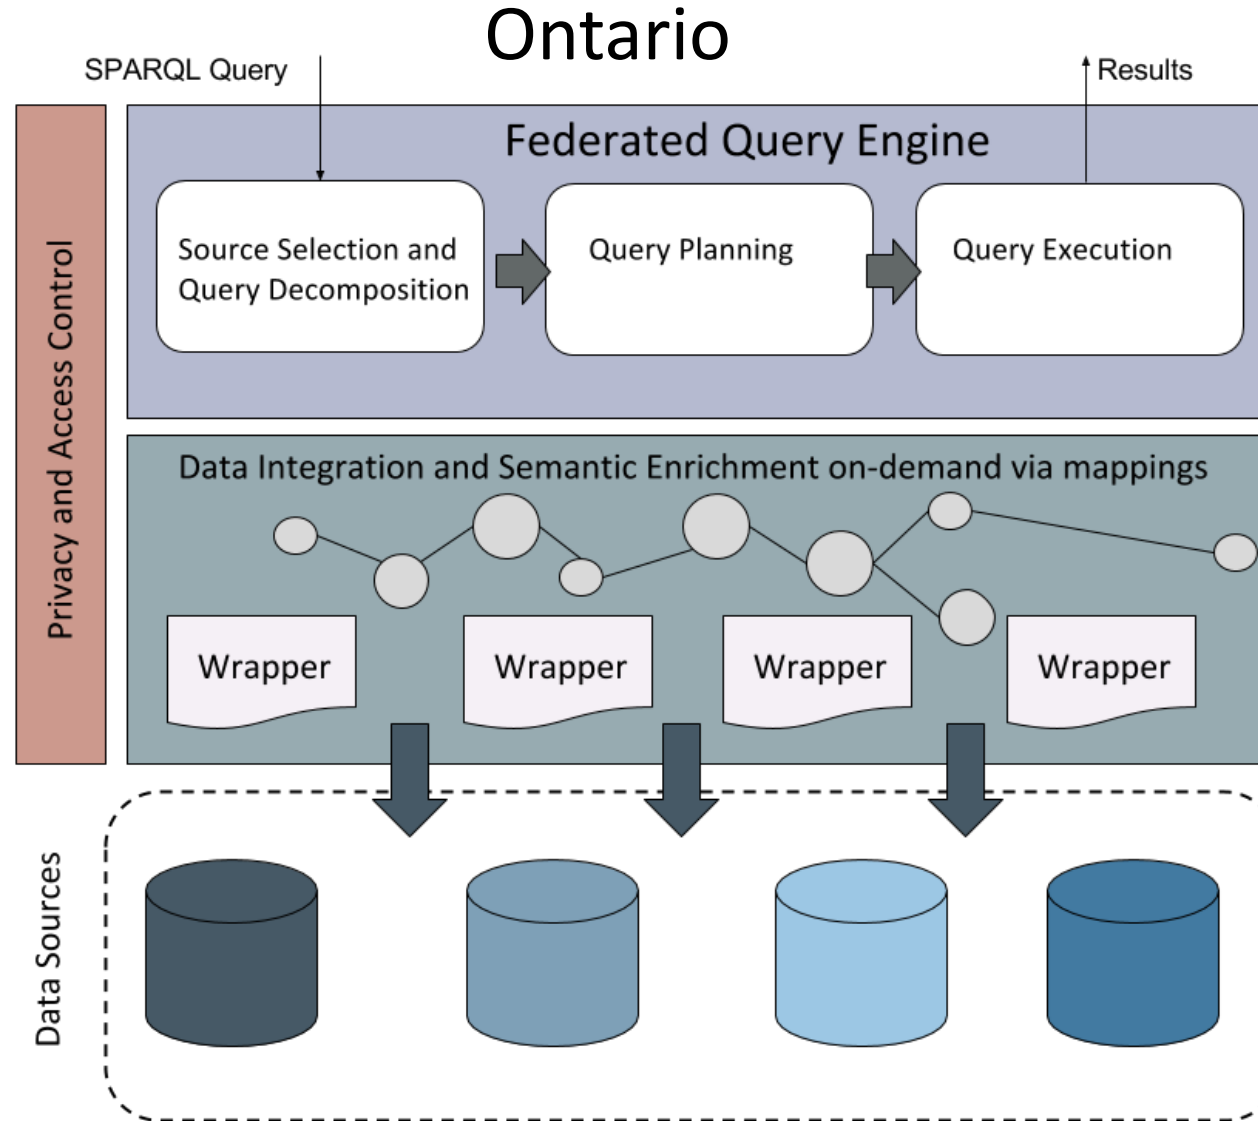 Ontario
SPARQL Query
Results
Federated Query Engine
Source Selection and
Query Decomposition
Query Planning
Query Execution
Privacy and Access Control
Data Integration and Semantic Enrichment on-demand via mappings
Wrapper
Wrapper
Wrapper
Wrapper
Data Sources